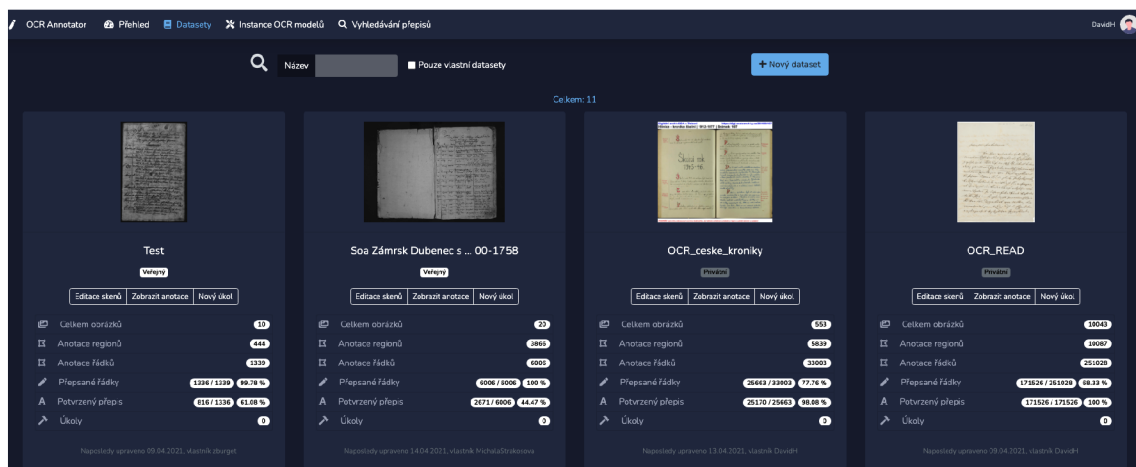 OCR Annotator Přehled Datasety Instance OCR modelů Vyhledávání přepisů DavidH
Název Pouze vlastní datasety + Nový dataset
Celkem: 11
Školní rok
1945-46
Test
Veřejný
Editace skenů Zobrazit anotace Nový úkol
Celkem obrázků 10
Anotace regionů 444
Anotace řádků 1339
Přepsané řádky 1336 / 1339 99.78 %
Potvrzený přepis 816 / 1336 61.08 %
Úkoly 0
Naposledy upraveno 09.04.2021, vlastník zburget
Soa Zámrsk Dubenec s ... 00-1758
Veřejný
Editace skenů Zobrazit anotace Nový úkol
Celkem obrázků 20
Anotace regionů 3865
Anotace řádků 6006
Přepsané řádky 6006 / 6006 100 %
Potvrzený přepis 2671 / 6006 44.47 %
Úkoly 0
Naposledy upraveno 14.04.2021, vlastník MichalaStrakosova
OCR_ceske_kroniky
Privátní
Editace skenů Zobrazit anotace Nový úkol
Celkem obrázků 553
Anotace regionů 5839
Anotace řádků 33003
Přepsané řádky 25663 / 33003 77.76 %
Potvrzený přepis 25170 / 25663 98.08 %
Úkoly 0
Naposledy upraveno 13.04.2021, vlastník DavidH
OCR_READ
Privátní
Editace skenů Zobrazit anotace Nový úkol
Celkem obrázků 10043
Anotace regionů 19087
Anotace řádků 251028
Přepsané řádky 171526 / 251028 68.33 %
Potvrzený přepis 171526 / 171526 100 %
Úkoly 0
Naposledy upraveno 09.04.2021, vlastník DavidH